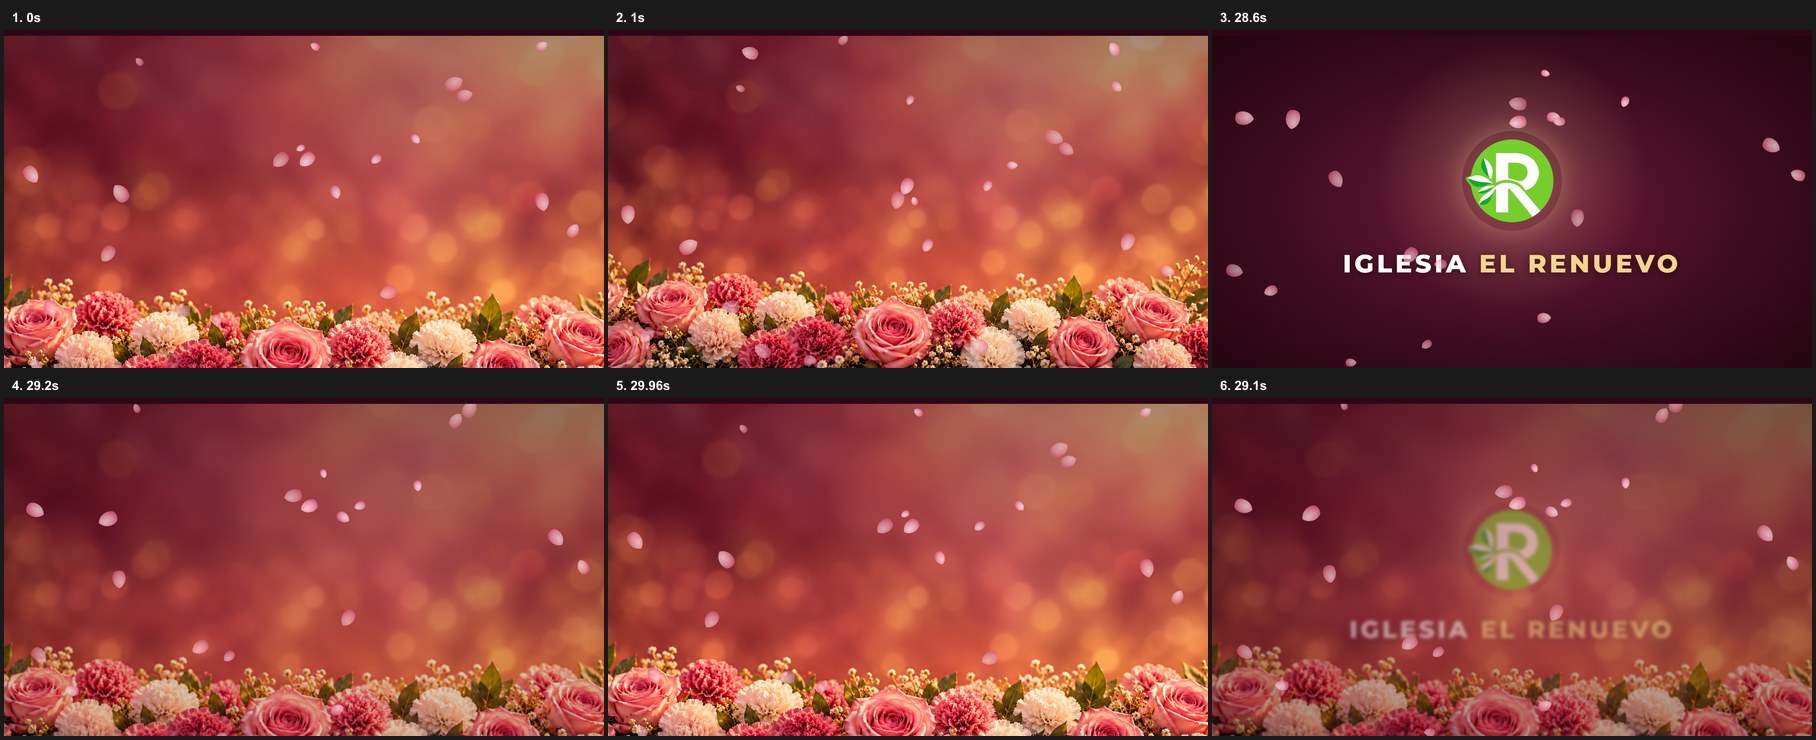 1. 0s
2. 1s
3. 28.6s
R
IGLESIA EL RENUEVO
4. 29.2s
5. 29.96s
6. 29.1s
R
IGLESIA EL RENUEVO